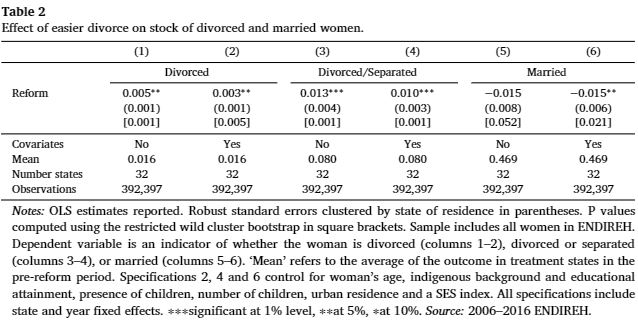 Table 2
Effect of easier divorce on stock of divorced and married women.
(1) (2) (3) (4) (5) (6)
Divorced Divorced/Separated Married
Reform 0.005** 0.003** 0.013*** 0.010*** −0.015 −0.015**
(0.001) (0.001) (0.004) (0.003) (0.008) (0.006)
[0.001] [0.005] [0.001] [0.001] [0.052] [0.021]
Covariates No Yes No Yes No Yes
Mean 0.016 0.016 0.080 0.080 0.469 0.469
Number states 32 32 32 32 32 32
Observations 392,397 392,397 392,397 392,397 392,397 392,397
Notes: OLS estimates reported. Robust standard errors clustered by state of residence in parentheses. P values
computed using the restricted wild cluster bootstrap in square brackets. Sample includes all women in ENDIREH.
Dependent variable is an indicator of whether the woman is divorced (columns 1–2), divorced or separated
(columns 3–4), or married (columns 5–6). ‘Mean’ refers to the average of the outcome in treatment states in the
pre-reform period. Specifications 2, 4 and 6 control for woman's age, indigenous background and educational
attainment, presence of children, number of children, urban residence and a SES index. All specifications include
state and year fixed effects. ∗∗∗significant at 1% level, ∗∗at 5%, ∗at 10%. Source: 2006–2016 ENDIREH.